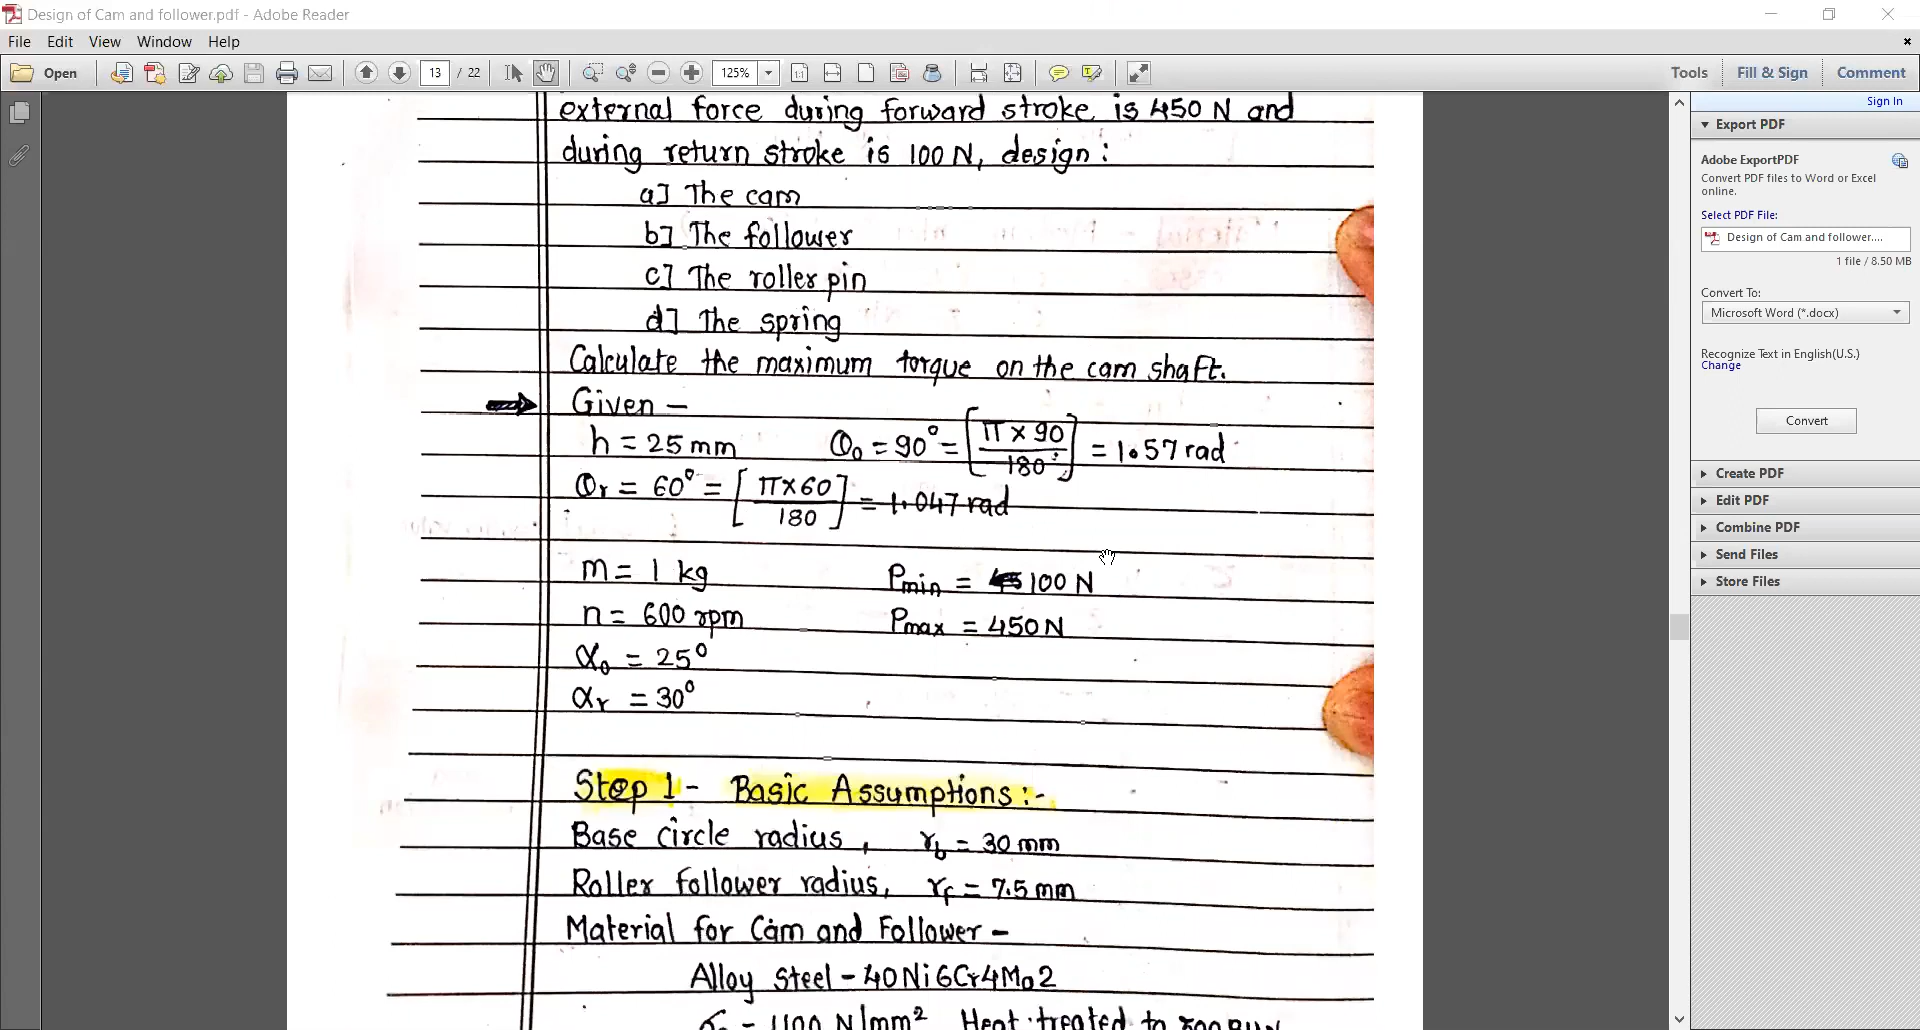 Design of Cam and follower.pdf - Adobe Reader
File Edit View Window Help
Open 13 / 22 125% Tools Fill & Sign Comment
Sign In
Export PDF
Adobe ExportPDF
Convert PDF files to Word or Excel
online.
Select PDF File:
Design of Cam and follower....
1 file / 8.50 MB
Convert To:
Microsoft Word (*.docx)
Recognize Text in English(U.S.)
Change
Convert
Create PDF
Edit PDF
Combine PDF
Send Files
Store Files
external force during forward stroke is 450 N and
during return stroke is 100 N, design :
a] The cam
b] The follower
c] The roller pin
d] The spring
Calculate the maximum torque on the cam shaft.
Given –
h = 25 mm θo = 90° = [π × 90 / 180] = 1.57 rad
θr = 60° = [π × 60 / 180] = 1.047 rad
m = 1 kg Pmin = 100 N
n = 600 rpm Pmax = 450 N
αo = 25°
αr = 30°
Step 1 - Basic Assumptions :-
Base circle radius, rb = 30 mm
Roller follower radius, rf = 7.5 mm
Material for Cam and Follower –
Alloy Steel - 40Ni6Cr4Mo2
= 1100 N/mm² Heat treated to